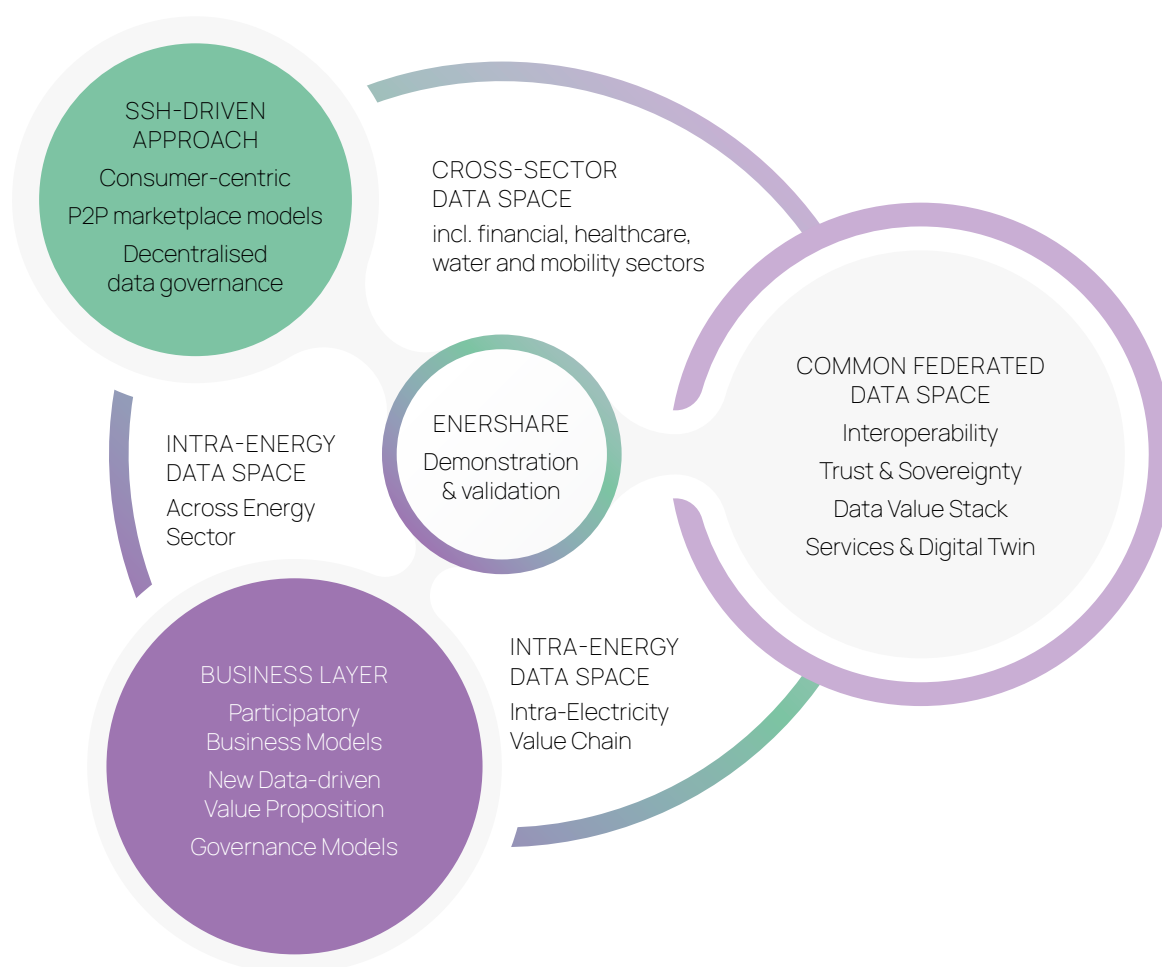 SSH-DRIVEN
APPROACH
Consumer-centric
P2P marketplace models
Decentralised
data governance
CROSS-SECTOR
DATA SPACE
incl. financial, healthcare,
water and mobility sectors
COMMON FEDERATED
DATA SPACE
Interoperability
Trust & Sovereignty
Data Value Stack
Services & Digital Twin
ENERSHARE
Demonstration
& validation
INTRA-ENERGY
DATA SPACE
Across Energy
Sector
INTRA-ENERGY
DATA SPACE
Intra-Electricity
Value Chain
BUSINESS LAYER
Participatory
Business Models
New Data-driven
Value Proposition
Governance Models